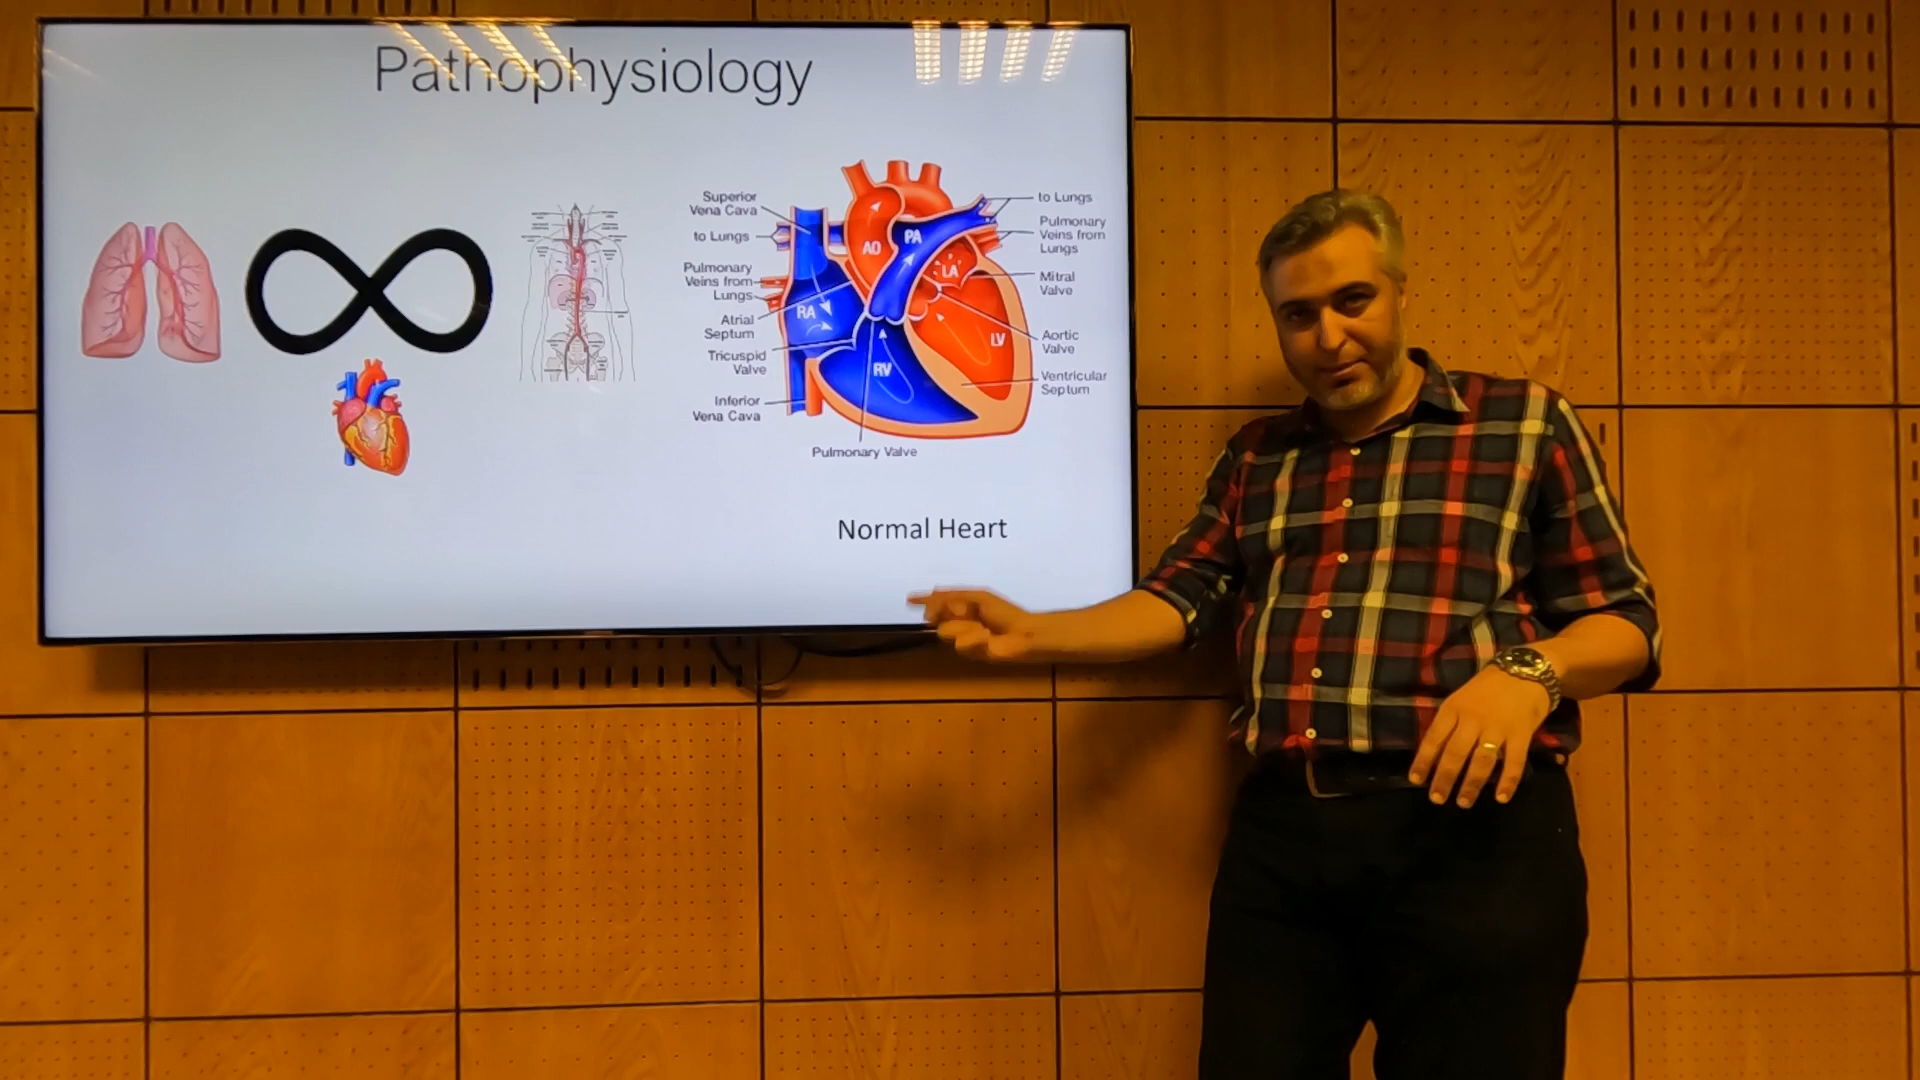 Pathophysiology
Superior
Vena Cava
to Lungs
Pulmonary
Veins from
Lungs
Atrial
Septum
Tricuspid
Valve
Inferior
Vena Cava
Pulmonary Valve
to Lungs
Pulmonary
Veins from
Lungs
Mitral
Valve
Aortic
Valve
Ventricular
Septum
AO
PA
LA
RA
LV
RV
Normal Heart